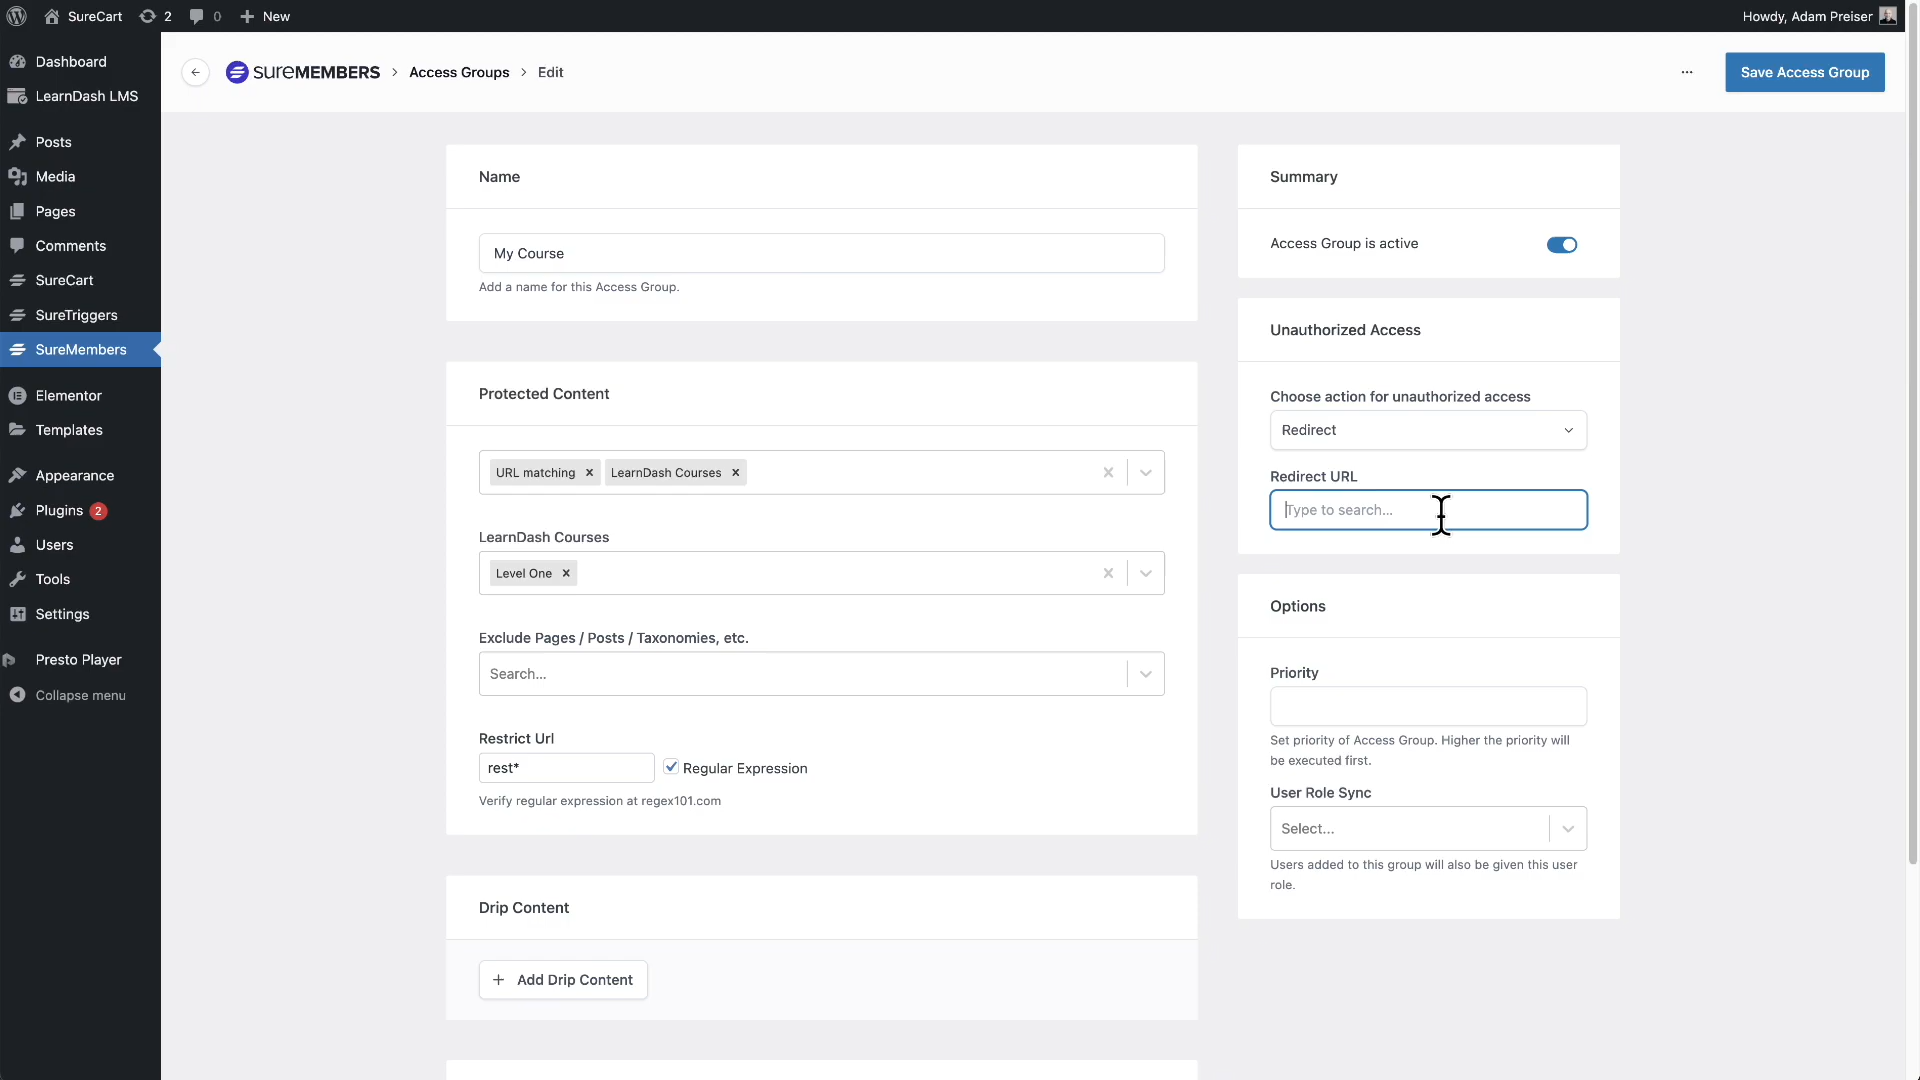 SureCart
2
0
New
Howdy, Adam Preiser
Dashboard
LearnDash LMS
Posts
Media
Pages
Comments
SureCart
SureTriggers
SureMembers
Elementor
Templates
Appearance
Plugins 2
Users
Tools
Settings
Presto Player
Collapse menu
sureMEMBERS > Access Groups > Edit
Save Access Group
Name
My Course
Add a name for this Access Group.
Protected Content
URL matching × LearnDash Courses ×
LearnDash Courses
Level One ×
Exclude Pages / Posts / Taxonomies, etc.
Search...
Restrict Url
rest*
Regular Expression
Verify regular expression at regex101.com
Drip Content
+ Add Drip Content
Summary
Access Group is active
Unauthorized Access
Choose action for unauthorized access
Redirect
Redirect URL
Type to search...
Options
Priority
Set priority of Access Group. Higher the priority will
be executed first.
User Role Sync
Select...
Users added to this group will also be given this user
role.